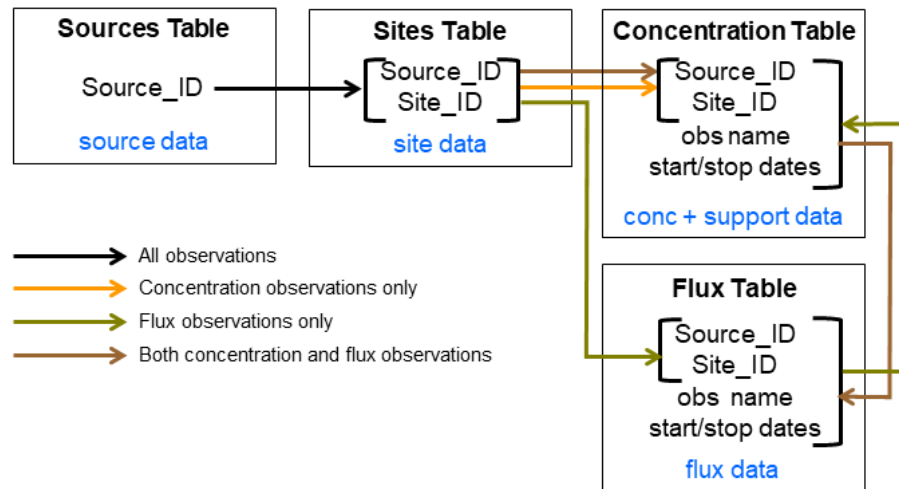 Sources Table
Source_ID
source data
Sites Table
Source_ID
Site_ID
site data
Concentration Table
Source_ID
Site_ID
obs name
start/stop dates
conc + support data
All observations
Concentration observations only
Flux observations only
Both concentration and flux observations
Flux Table
Source_ID
Site_ID
obs name
start/stop dates
flux data